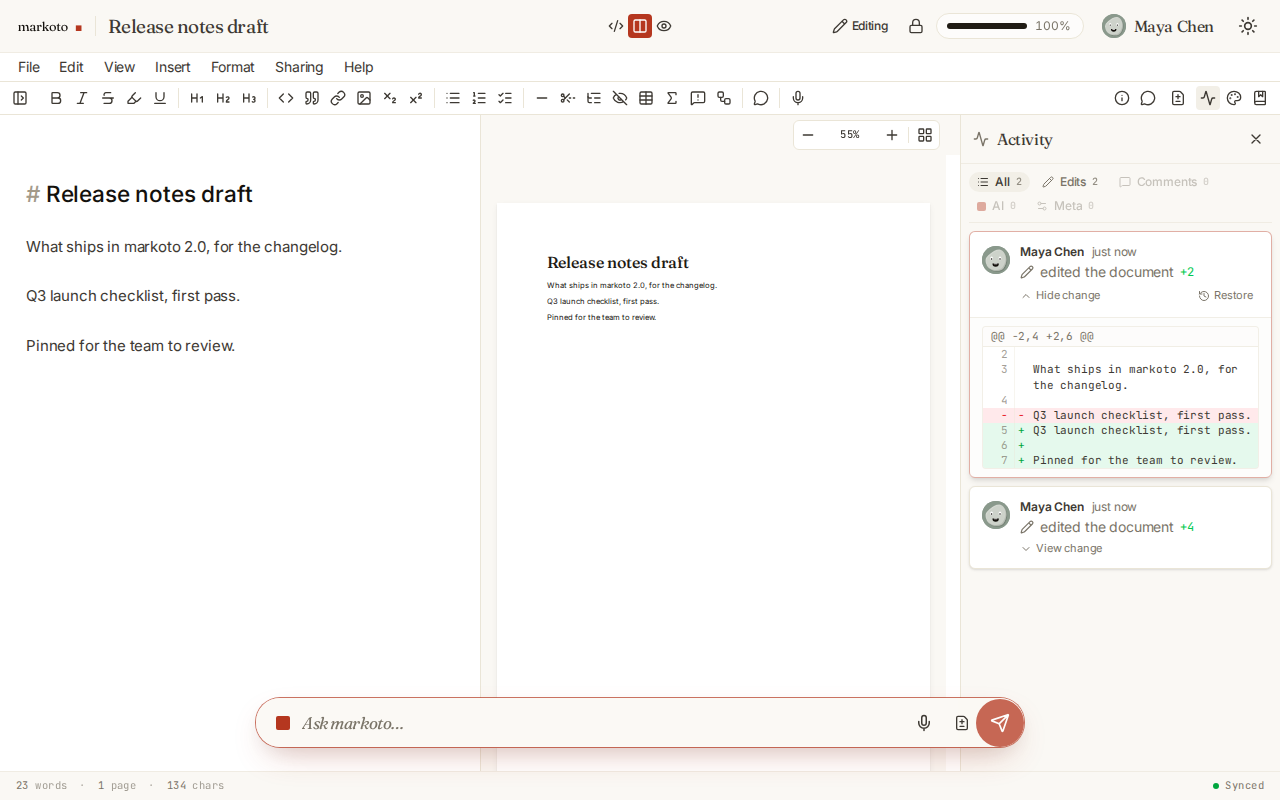 markoto
Release notes draft
Editing
100%
Maya Chen
File Edit View Insert Format Sharing Help
H1 H2 H3
55%
# Release notes draft
What ships in markoto 2.0, for the changelog.
Q3 launch checklist, first pass.
Pinned for the team to review.
Release notes draft
What ships in markoto 2.0, for the changelog.
Q3 launch checklist, first pass.
Pinned for the team to review.
Activity
All 2 Edits 2 Comments 0
AI 0 Meta 0
Maya Chen just now
edited the document +2
Hide change Restore
@@ -2,4 +2,6 @@
2
3 What ships in markoto 2.0, for
the changelog.
4
- - Q3 launch checklist, first pass.
5 + Q3 launch checklist, first pass.
6 +
7 + Pinned for the team to review.
Maya Chen just now
edited the document +4
View change
Ask markoto...
23 words · 1 page · 134 chars
Synced